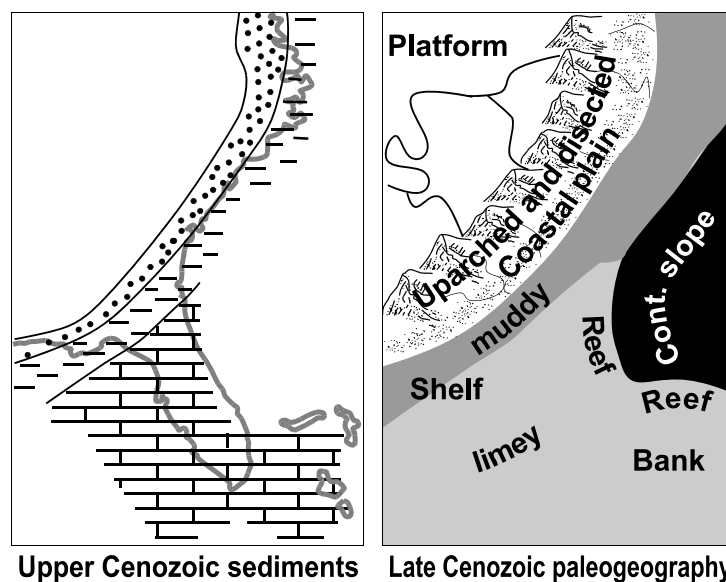 Platform
Uparched and disected
Coastal plain
Cont. slope
muddy
Reef
Shelf
Reef
limey
Bank
Upper Cenozoic sediments
Late Cenozoic paleogeography